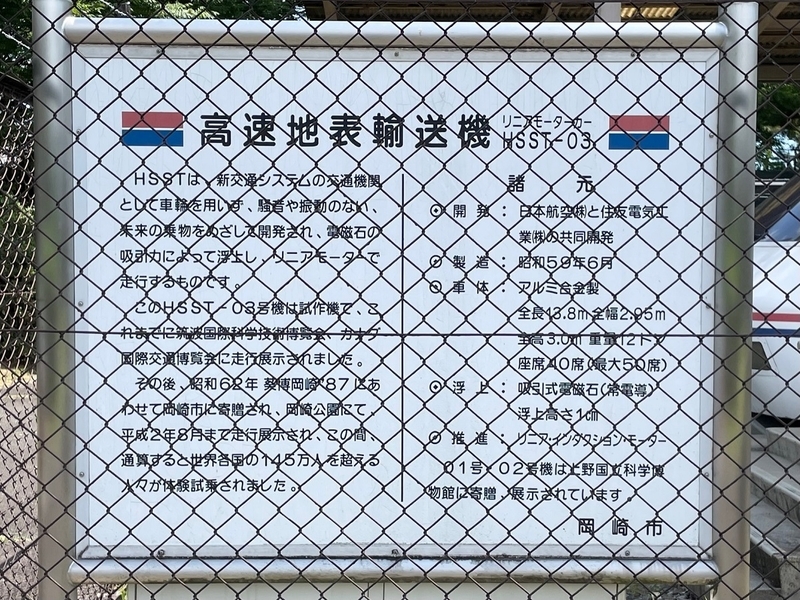 高速地表輸送機 リニアモーターカー
HSST-03
HSSTは、新交通システムの交通機関
として車輪を用いず、騒音や振動のない、
未来の乗物をめざして開発され、電磁石の
吸引力によって浮上し、リニアモーターで
走行するものです。
このHSST-03号機は試作機で、こ
れまでに筑波国際科学技術博覧会、カナダ
国際交通博覧会に走行展示されました。
その後、昭和62年 葵博岡崎'87にあ
わせて岡崎市に寄贈され、岡崎公園にて、
平成2年8月まで走行展示され、この間、
通算すると世界各国の145万人を超える
人々が体験試乗されました。
諸元
⊙ 開発：日本航空㈱と住友電気工
業㈱の共同開発
⊙ 製造：昭和59年6月
⊙ 車体：アルミ合金製
全長13.8m 全幅2.95m
全高3.0m 重量12トン
座席40席(最大50席)
⊙ 浮上：吸引式電磁石(常電導)
浮上高さ1㎝
⊙ 推進：リニア・インダクション・モーター
01号・02号機は上野国立科学博
物館に寄贈、展示されています。
岡崎市